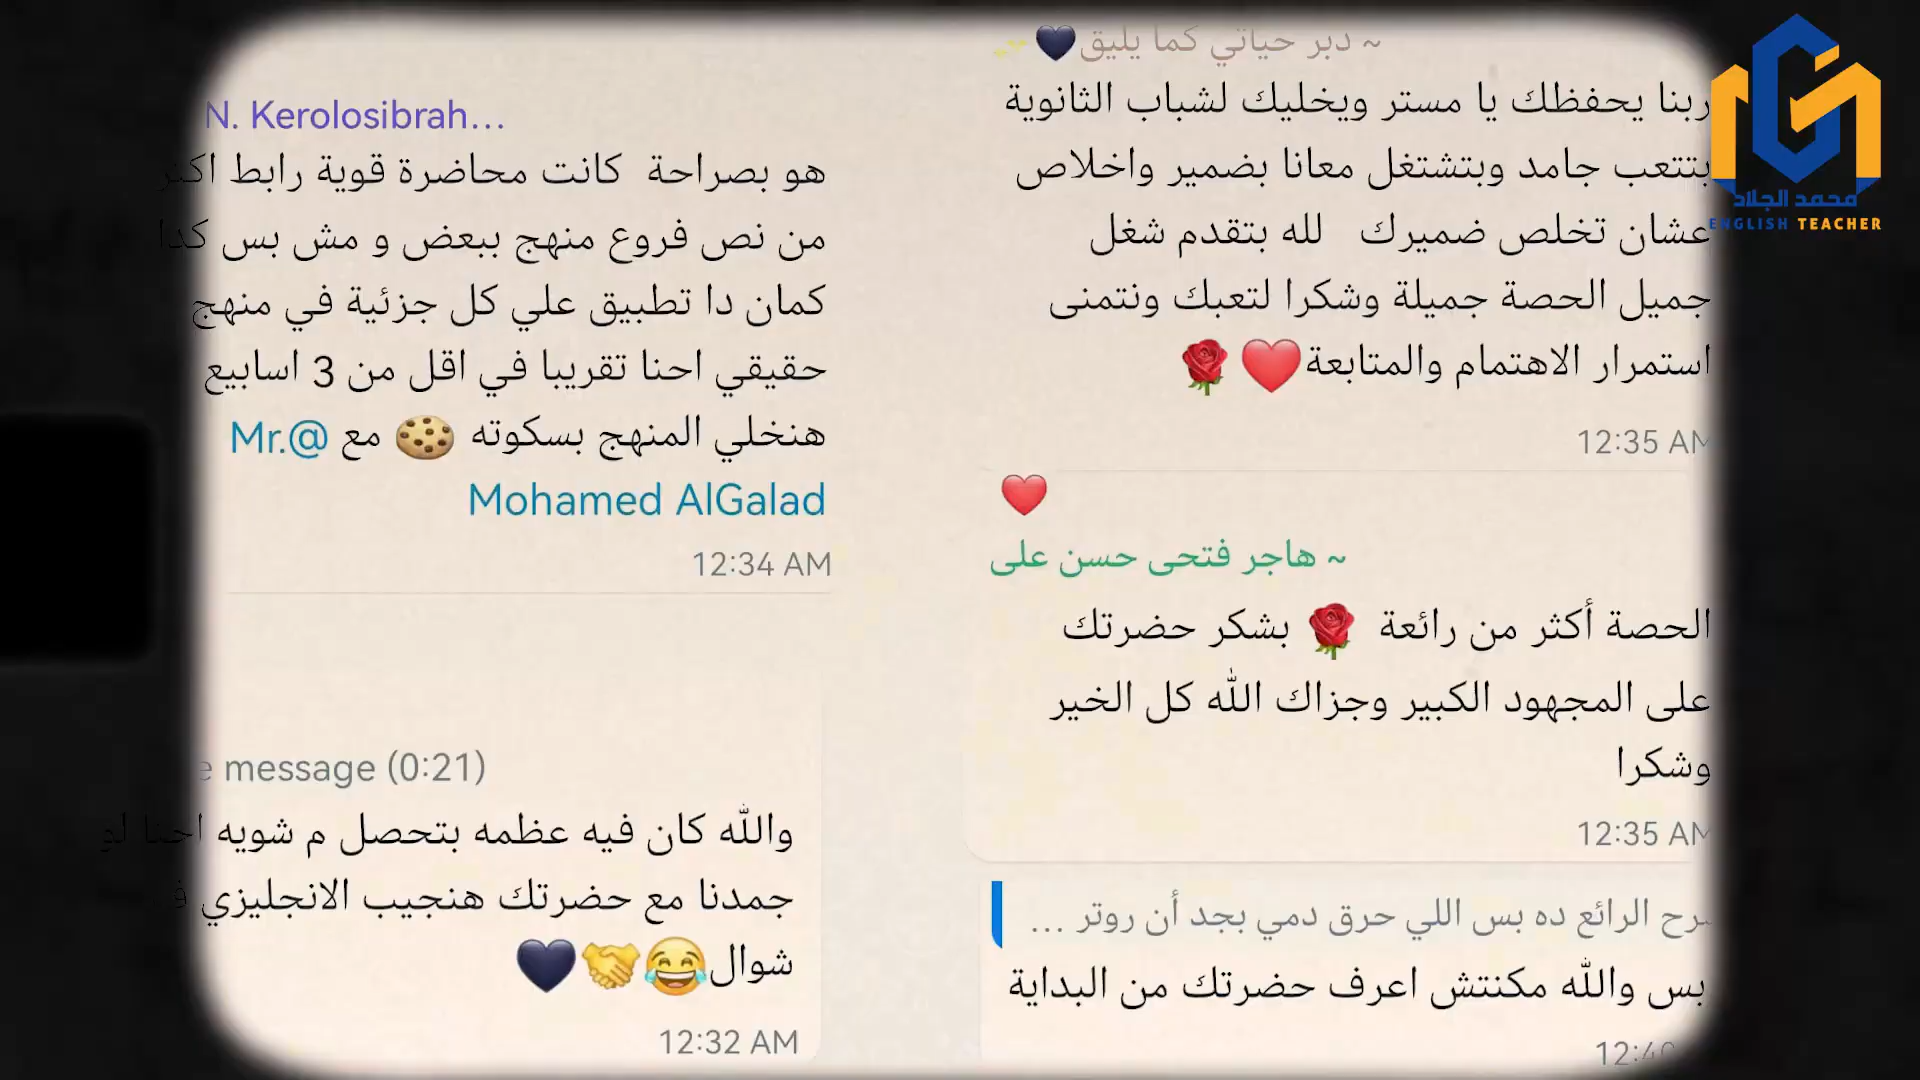 N. Kerolosibrah...
هو بصراحة كانت محاضرة قوية رابط اكتر
من نص فروع منهج ببعض و مش بس كدا
كمان دا تطبيق علي كل جزئية في منهج
حقيقي احنا تقريبا في اقل من 3 اسابيع
هنخلي المنهج بسكوته 🍪 مع @Mr.
Mohamed AlGalad
12:34 AM
message (0:21)
والله كان فيه عظمه بتحصل م شويه احنا لو
جمدنا مع حضرتك هنجيب الانجليزي ف
شوال😂🤝🖤
12:32 AM
~ دبر حياتي كما يليق🖤
ربنا يحفظك يا مستر ويخليك لشباب الثانوية
بتتعب جامد وبتشتغل معانا بضمير واخلاص
عشان تخلص ضميرك لله بتقدم شغل
جميل الحصة جميلة وشكرا لتعبك ونتمنى
استمرار الاهتمام والمتابعة❤️🌹
12:35 AM
❤️
~ هاجر فتحى حسن على
الحصة أكثر من رائعة 🌹 بشكر حضرتك
على المجهود الكبير وجزاك الله كل الخير
وشكرا
12:35 AM
الرائع ده بس اللي حرق دمي بجد أن روتر ...
بس والله مكنتش اعرف حضرتك من البداية
محمد الجلاد
ENGLISH TEACHER